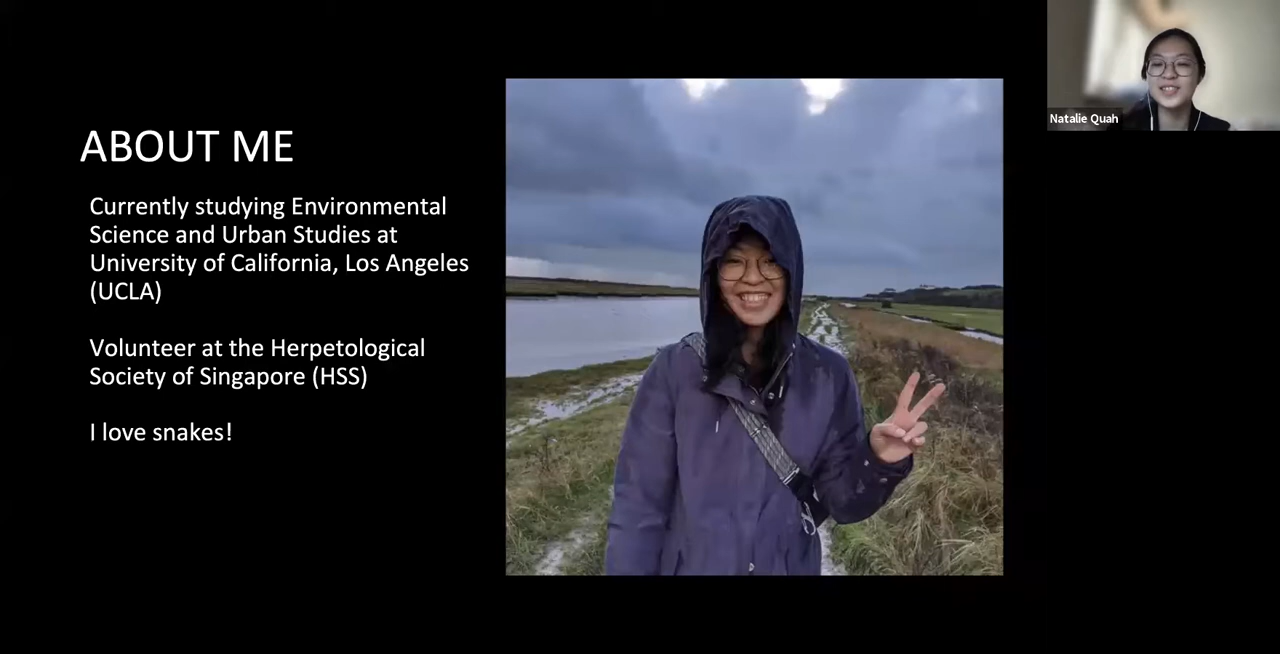 ABOUT ME
Currently studying Environmental
Science and Urban Studies at
University of California, Los Angeles
(UCLA)
Volunteer at the Herpetological
Society of Singapore (HSS)
I love snakes!
Natalie Quah